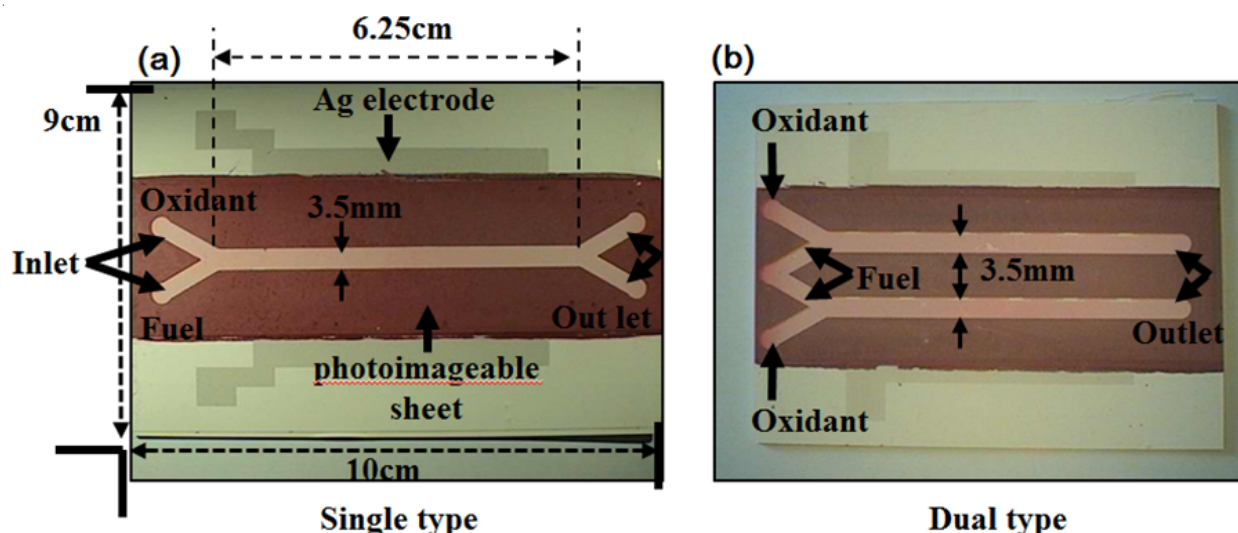 6.25cm
(a)
(b)
Ag electrode
9cm
Oxidant
Oxidant
3.5mm
Inlet
Fuel
3.5mm
Fuel
Out let
Outlet
photoimageable
sheet
Oxidant
10cm
Single type
Dual type